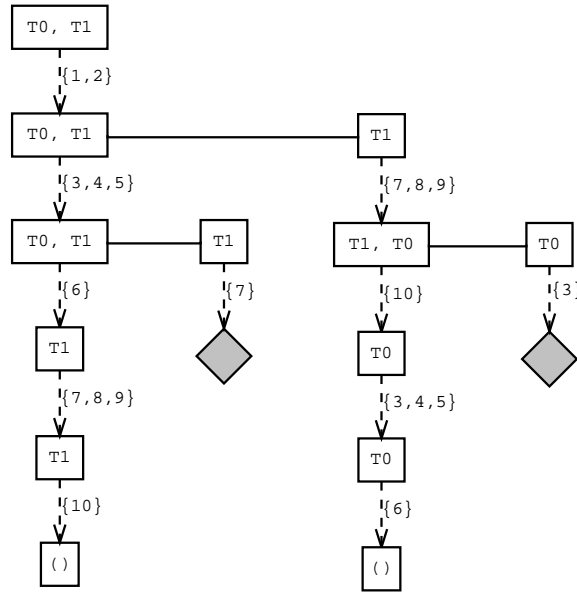 T0, T1
{1,2}
T0, T1
T1
{3,4,5}
{7,8,9}
T0, T1
T1
T1, T0
T0
{6}
{7}
{10}
{3}
T1
T0
{7,8,9}
{3,4,5}
T1
T0
{10}
{6}
()
()